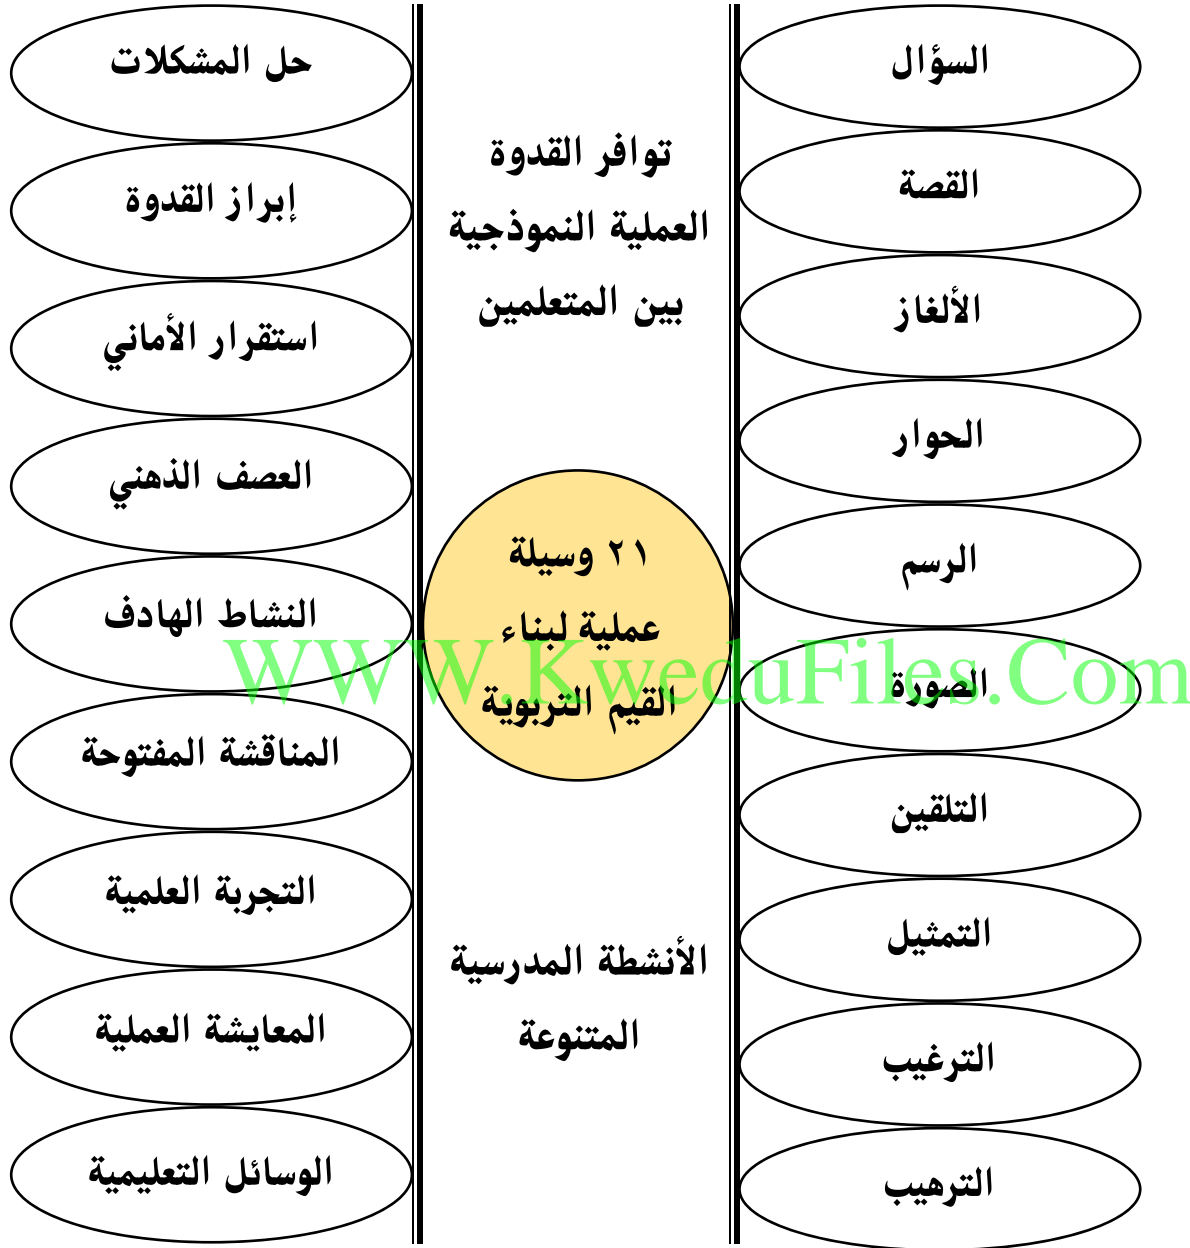 السؤال
القصة
الألغاز
الحوار
الرسم
الصورة
التلقين
التمثيل
الترغيب
الترهيب
توافر القدوة
العملية النموذجية
بين المتعلمين
٢١ وسيلة
عملية لبناء
القيم التربوية
الأنشطة المدرسية
المتنوعة
حل المشكلات
إبراز القدوة
استقرار الأماني
العصف الذهني
النشاط الهادف
المناقشة المفتوحة
التجربة العلمية
المعايشة العملية
الوسائل التعليمية
WWW.KweduFiles.Com